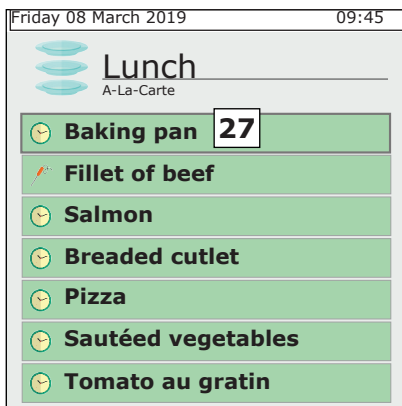 Friday 08 March 2019 09:45
Lunch
A-La-Carte
Baking pan 27
Fillet of beef
Salmon
Breaded cutlet
Pizza
Sautéed vegetables
Tomato au gratin